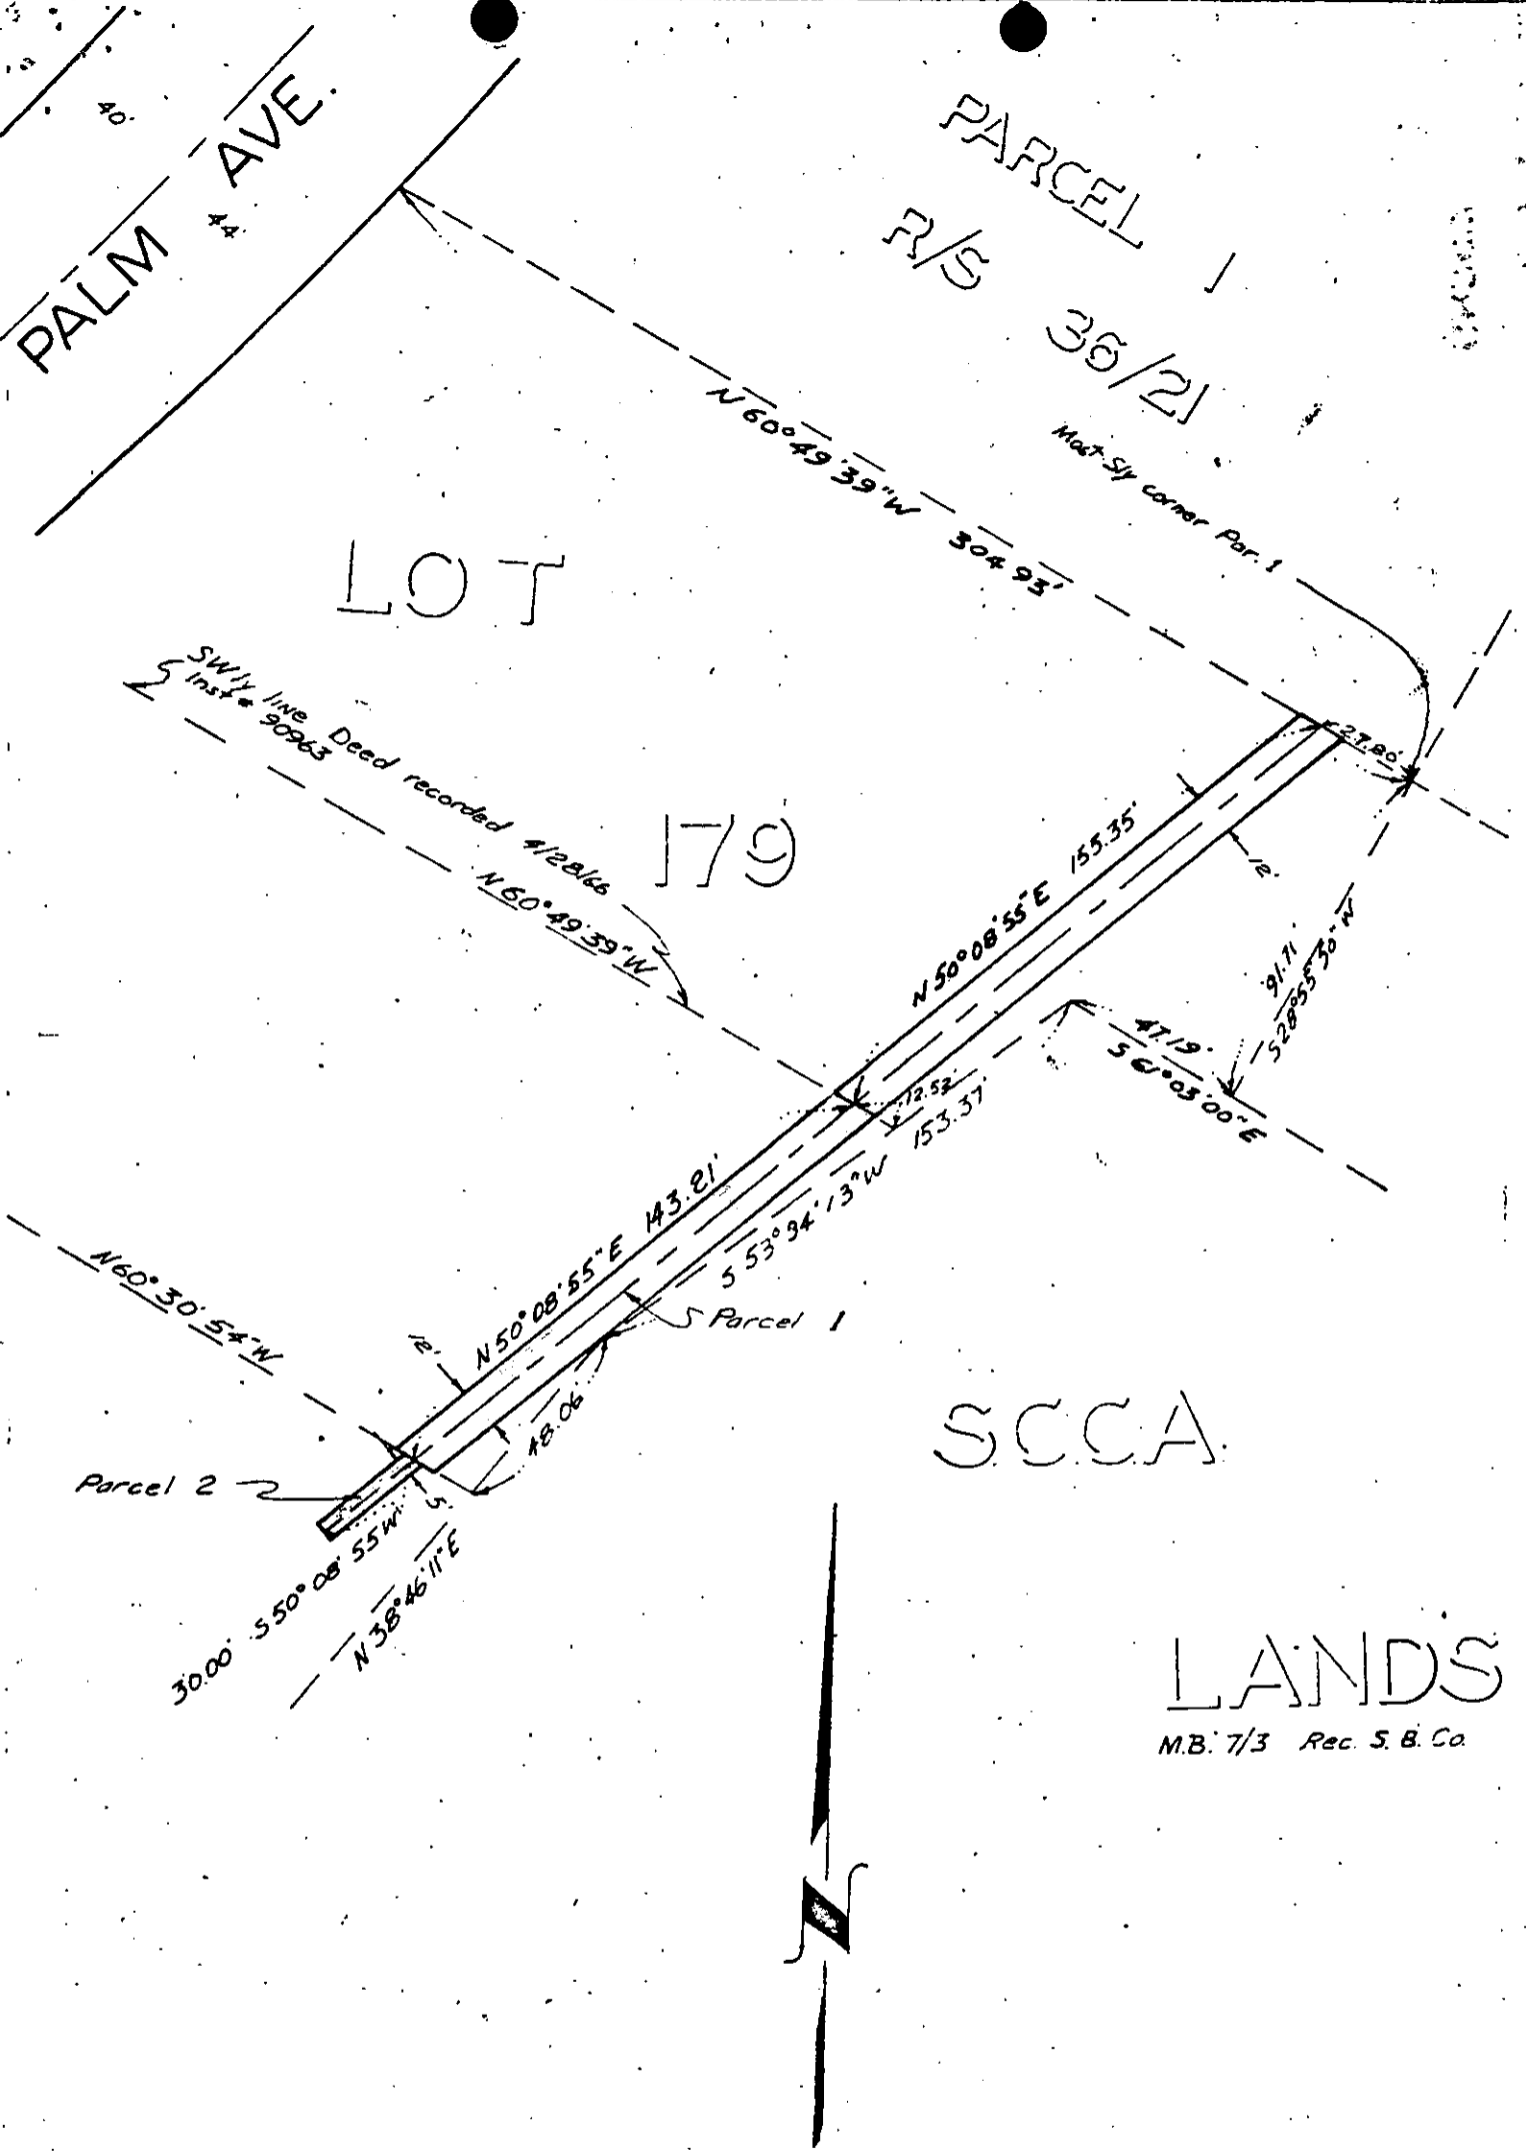 40'
PALM AVE.
44'
PARCEL 1
R/S 36/21
Most Sly corner Par. 1
N 60° 49' 39" W 304.93'
LOT
179
SWly line Deed recorded 4/28/66
Inst # 90963
N 60° 49' 39" W
27.80'
N 50° 08' 55" E 155.35'
12'
91.71'
S 28° 55' 30" W
47.19'
S 61° 03' 00" E
12.52'
S 53° 34' 13" W 153.37'
N 50° 08' 55" E 143.21'
Parcel 1
N 60° 30' 54" W
12'
48.06'
Parcel 2
5'
30.00' S 50° 08' 55 W
N 38° 46' 11" E
S.C.C.A.
LANDS
M.B. 7/3 Rec. S. B. Co.
N